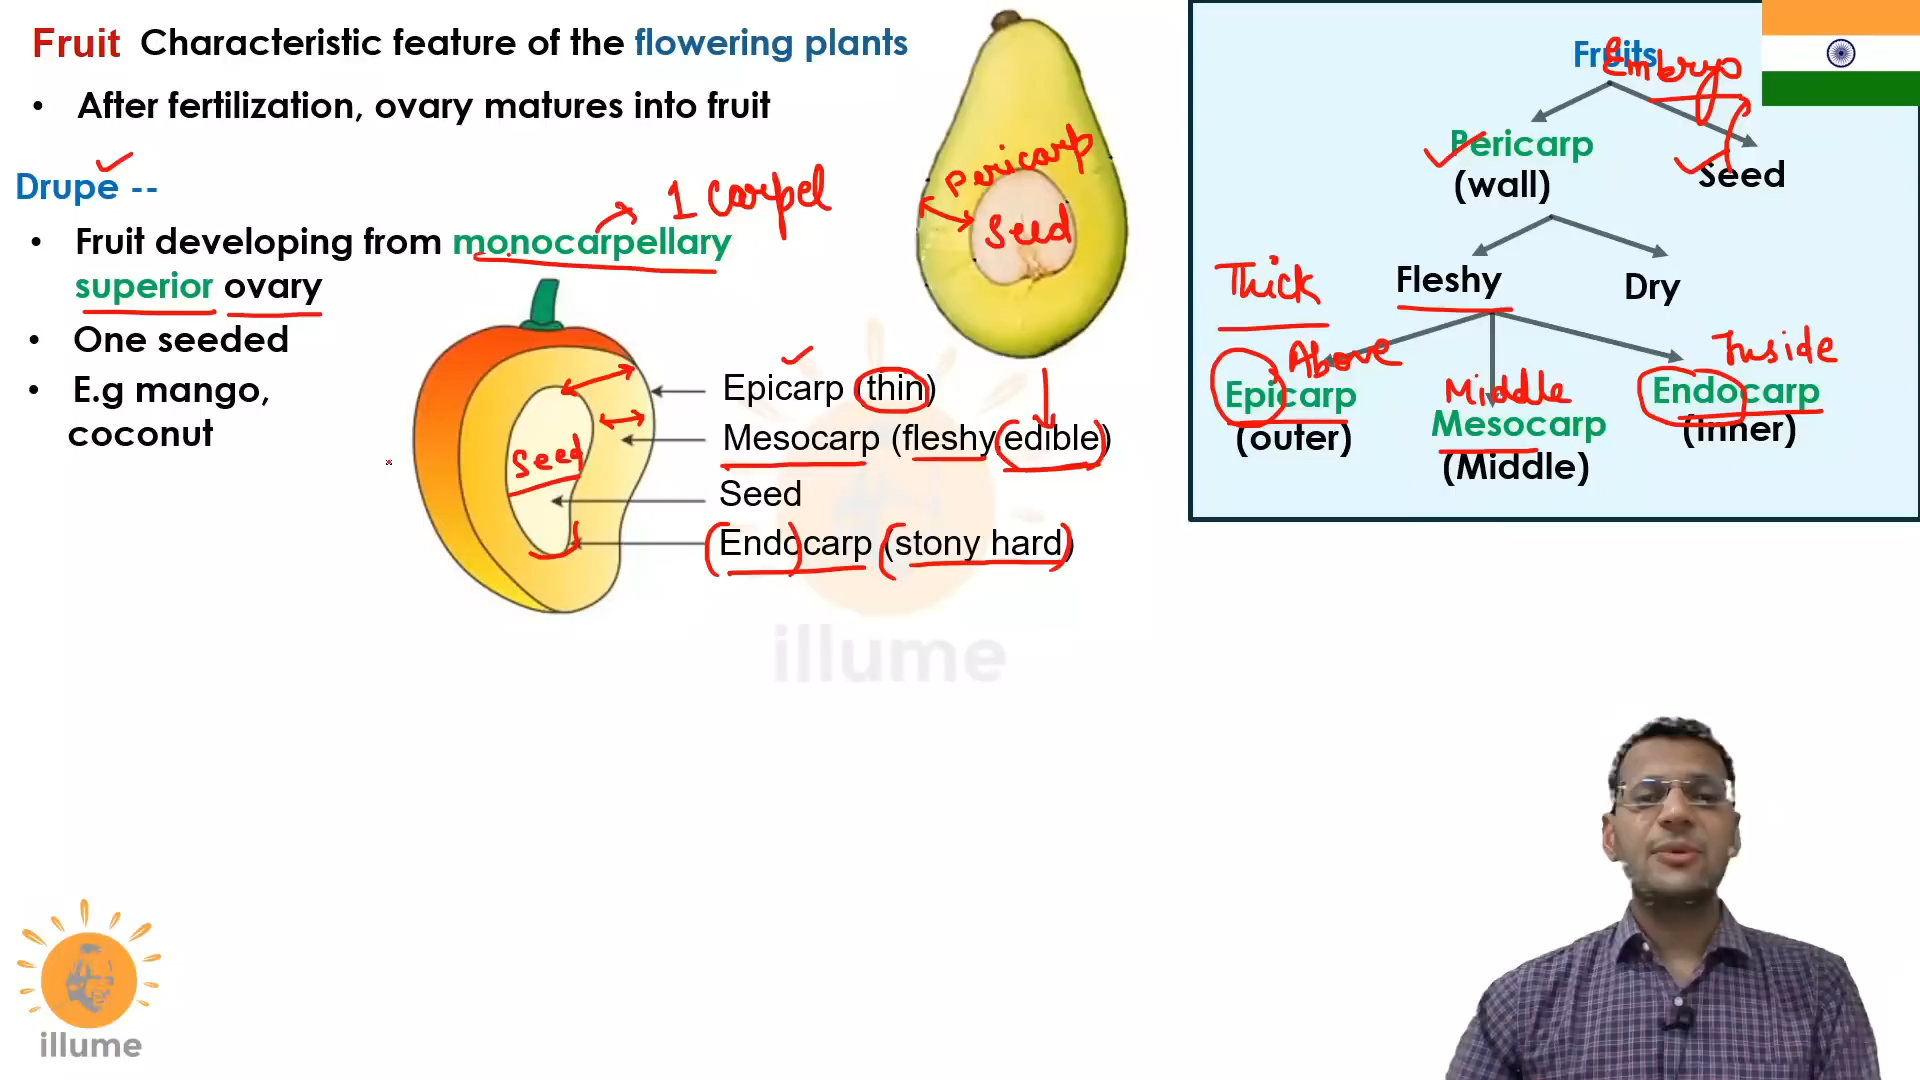 Fruit Characteristic feature of the flowering plants
• After fertilization, ovary matures into fruit
Drupe --
1 Carpel
• Fruit developing from monocarpellary
superior ovary
• One seeded
• E.g mango,
coconut
Pericarp
Seed
Seed
Epicarp (thin)
Mesocarp (fleshy edible)
Seed
Endocarp (stony hard)
Fruits
Embryo
Pericarp
(wall)
Seed
Fleshy
Dry
Thick
Above
Middle
Inside
Epicarp
(outer)
Mesocarp
(Middle)
Endocarp
(inner)
illume
illume